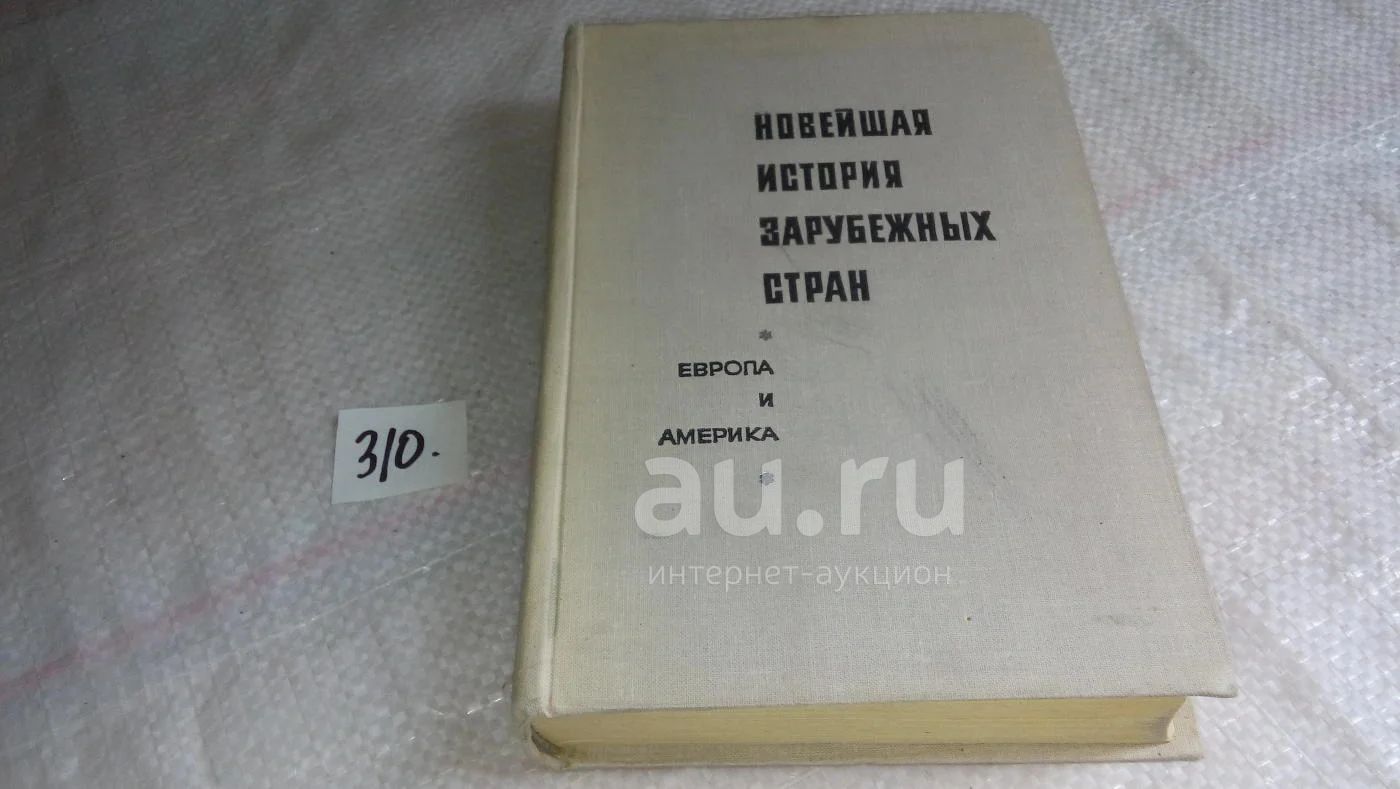 НОВЕЙШАЯ
ИСТОРИЯ
ЗАРУБЕЖНЫХ
СТРАН
*
ЕВРОПА
И
АМЕРИКА
*
310.
au.ru
интернет-аукцион